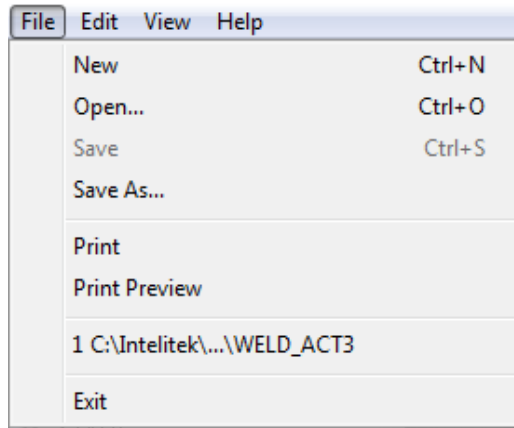 File Edit View Help
New Ctrl+N
Open... Ctrl+O
Save Ctrl+S
Save As...
Print
Print Preview
1 C:\Intelitek\...\WELD_ACT3
Exit